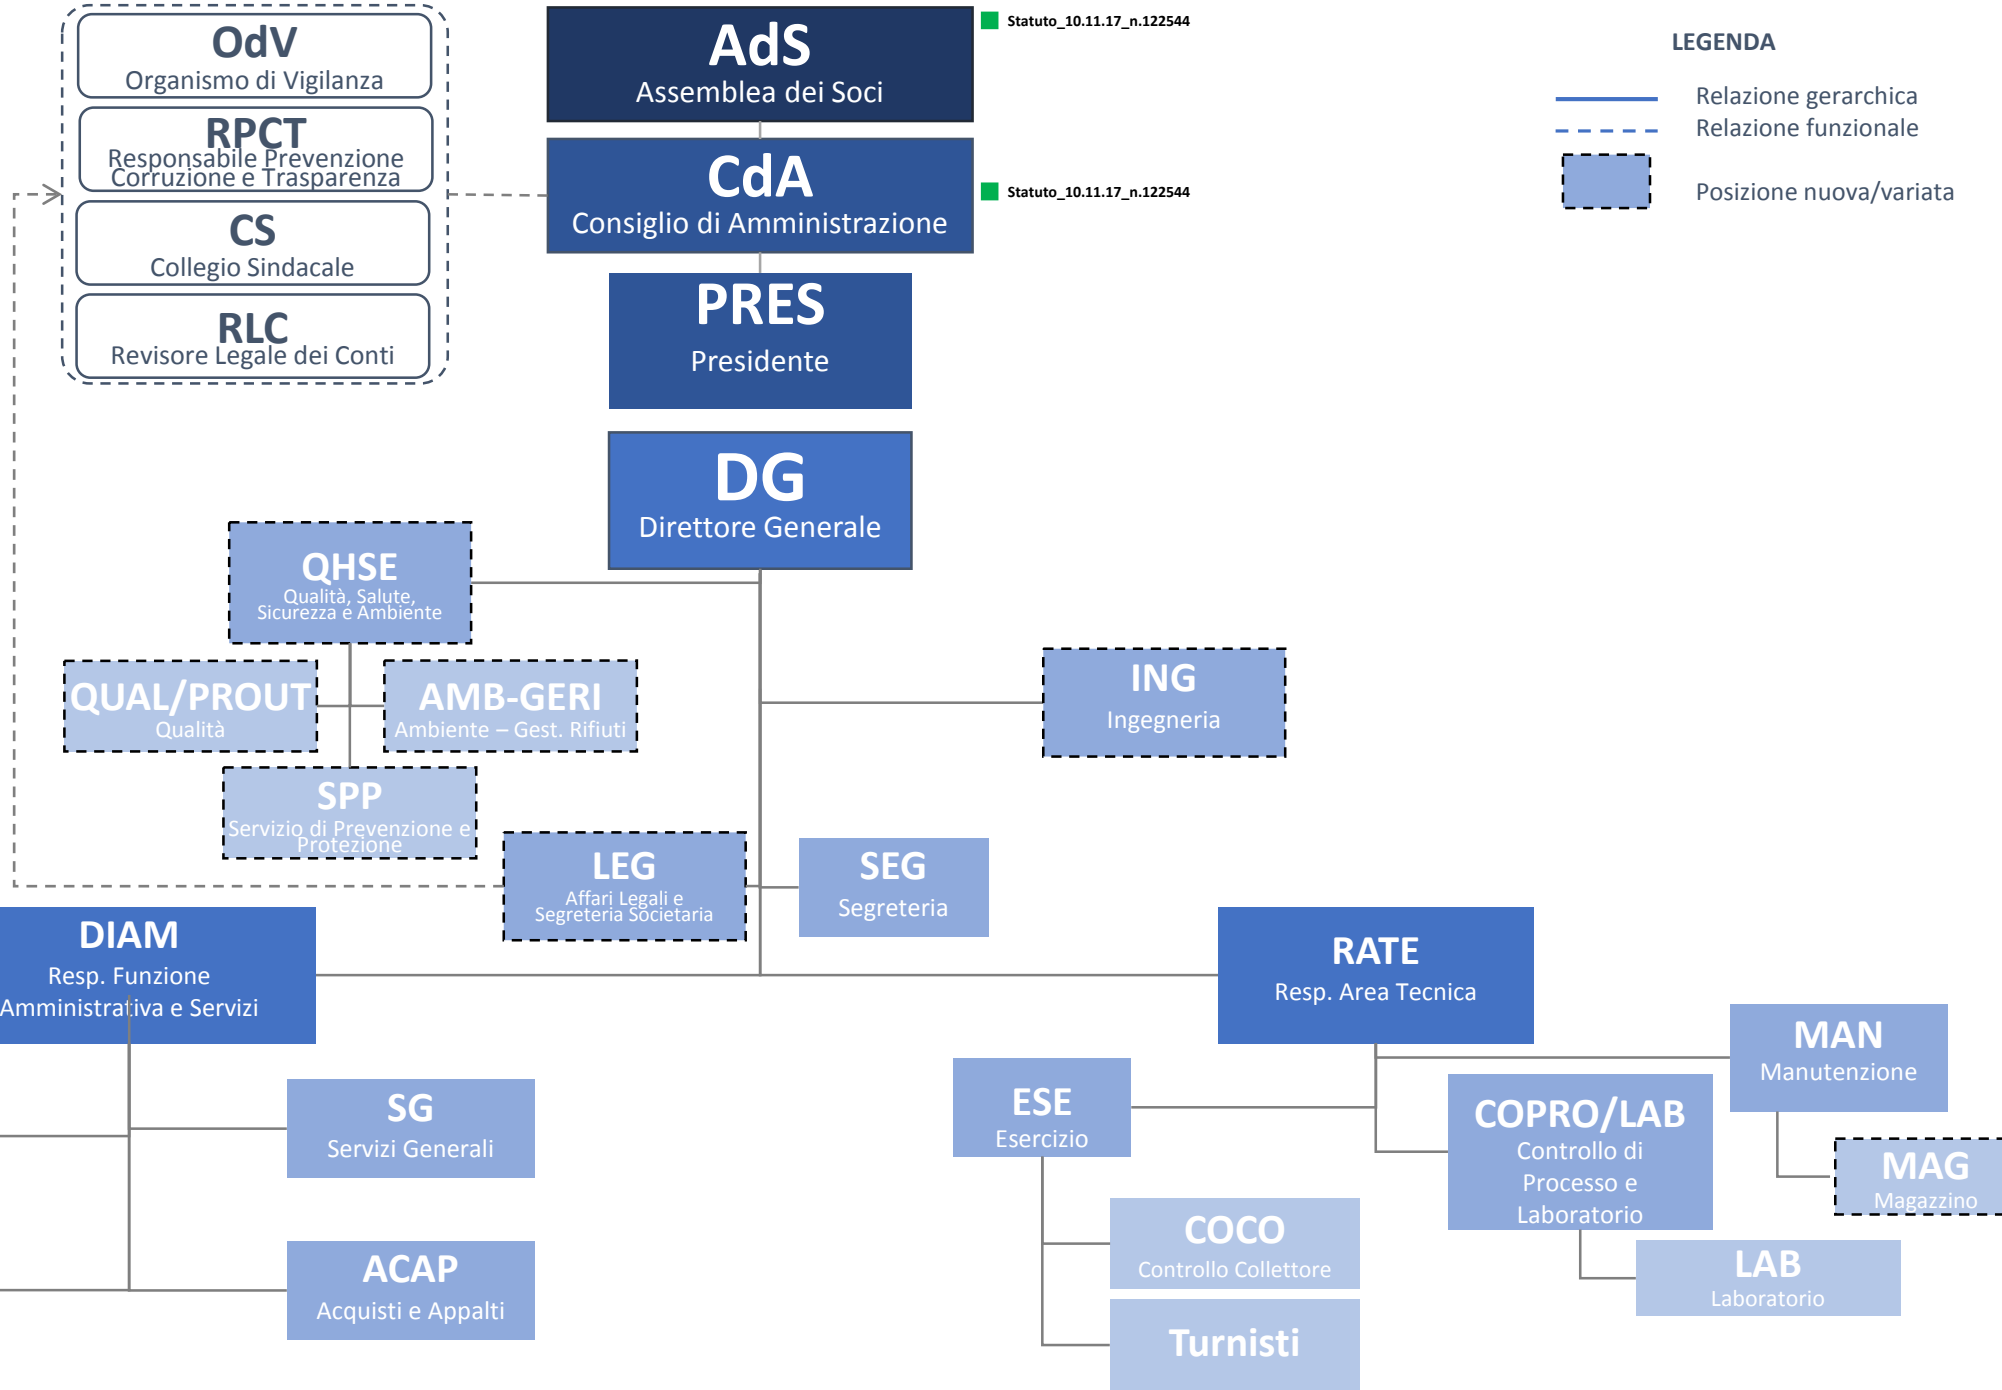 OdV
Organismo di Vigilanza
RPCT
Responsabile Prevenzione
Corruzione e Trasparenza
CS
Collegio Sindacale
RLC
Revisore Legale dei Conti
AdS
Assemblea dei Soci
Statuto_10.11.17_n.122544
CdA
Consiglio di Amministrazione
Statuto_10.11.17_n.122544
PRES
Presidente
DG
Direttore Generale
LEGENDA
Relazione gerarchica
Relazione funzionale
Posizione nuova/variata
QHSE
Qualità, Salute,
Sicurezza e Ambiente
QUAL/PROUT
Qualità
AMB-GERI
Ambiente – Gest. Rifiuti
SPP
Servizio di Prevenzione e
Protezione
ING
Ingegneria
LEG
Affari Legali e
Segreteria Societaria
SEG
Segreteria
DIAM
Resp. Funzione
Amministrativa e Servizi
RATE
Resp. Area Tecnica
SG
Servizi Generali
ACAP
Acquisti e Appalti
ESE
Esercizio
COCO
Controllo Collettore
Turnisti
COPRO/LAB
Controllo di
Processo e
Laboratorio
LAB
Laboratorio
MAN
Manutenzione
MAG
Magazzino